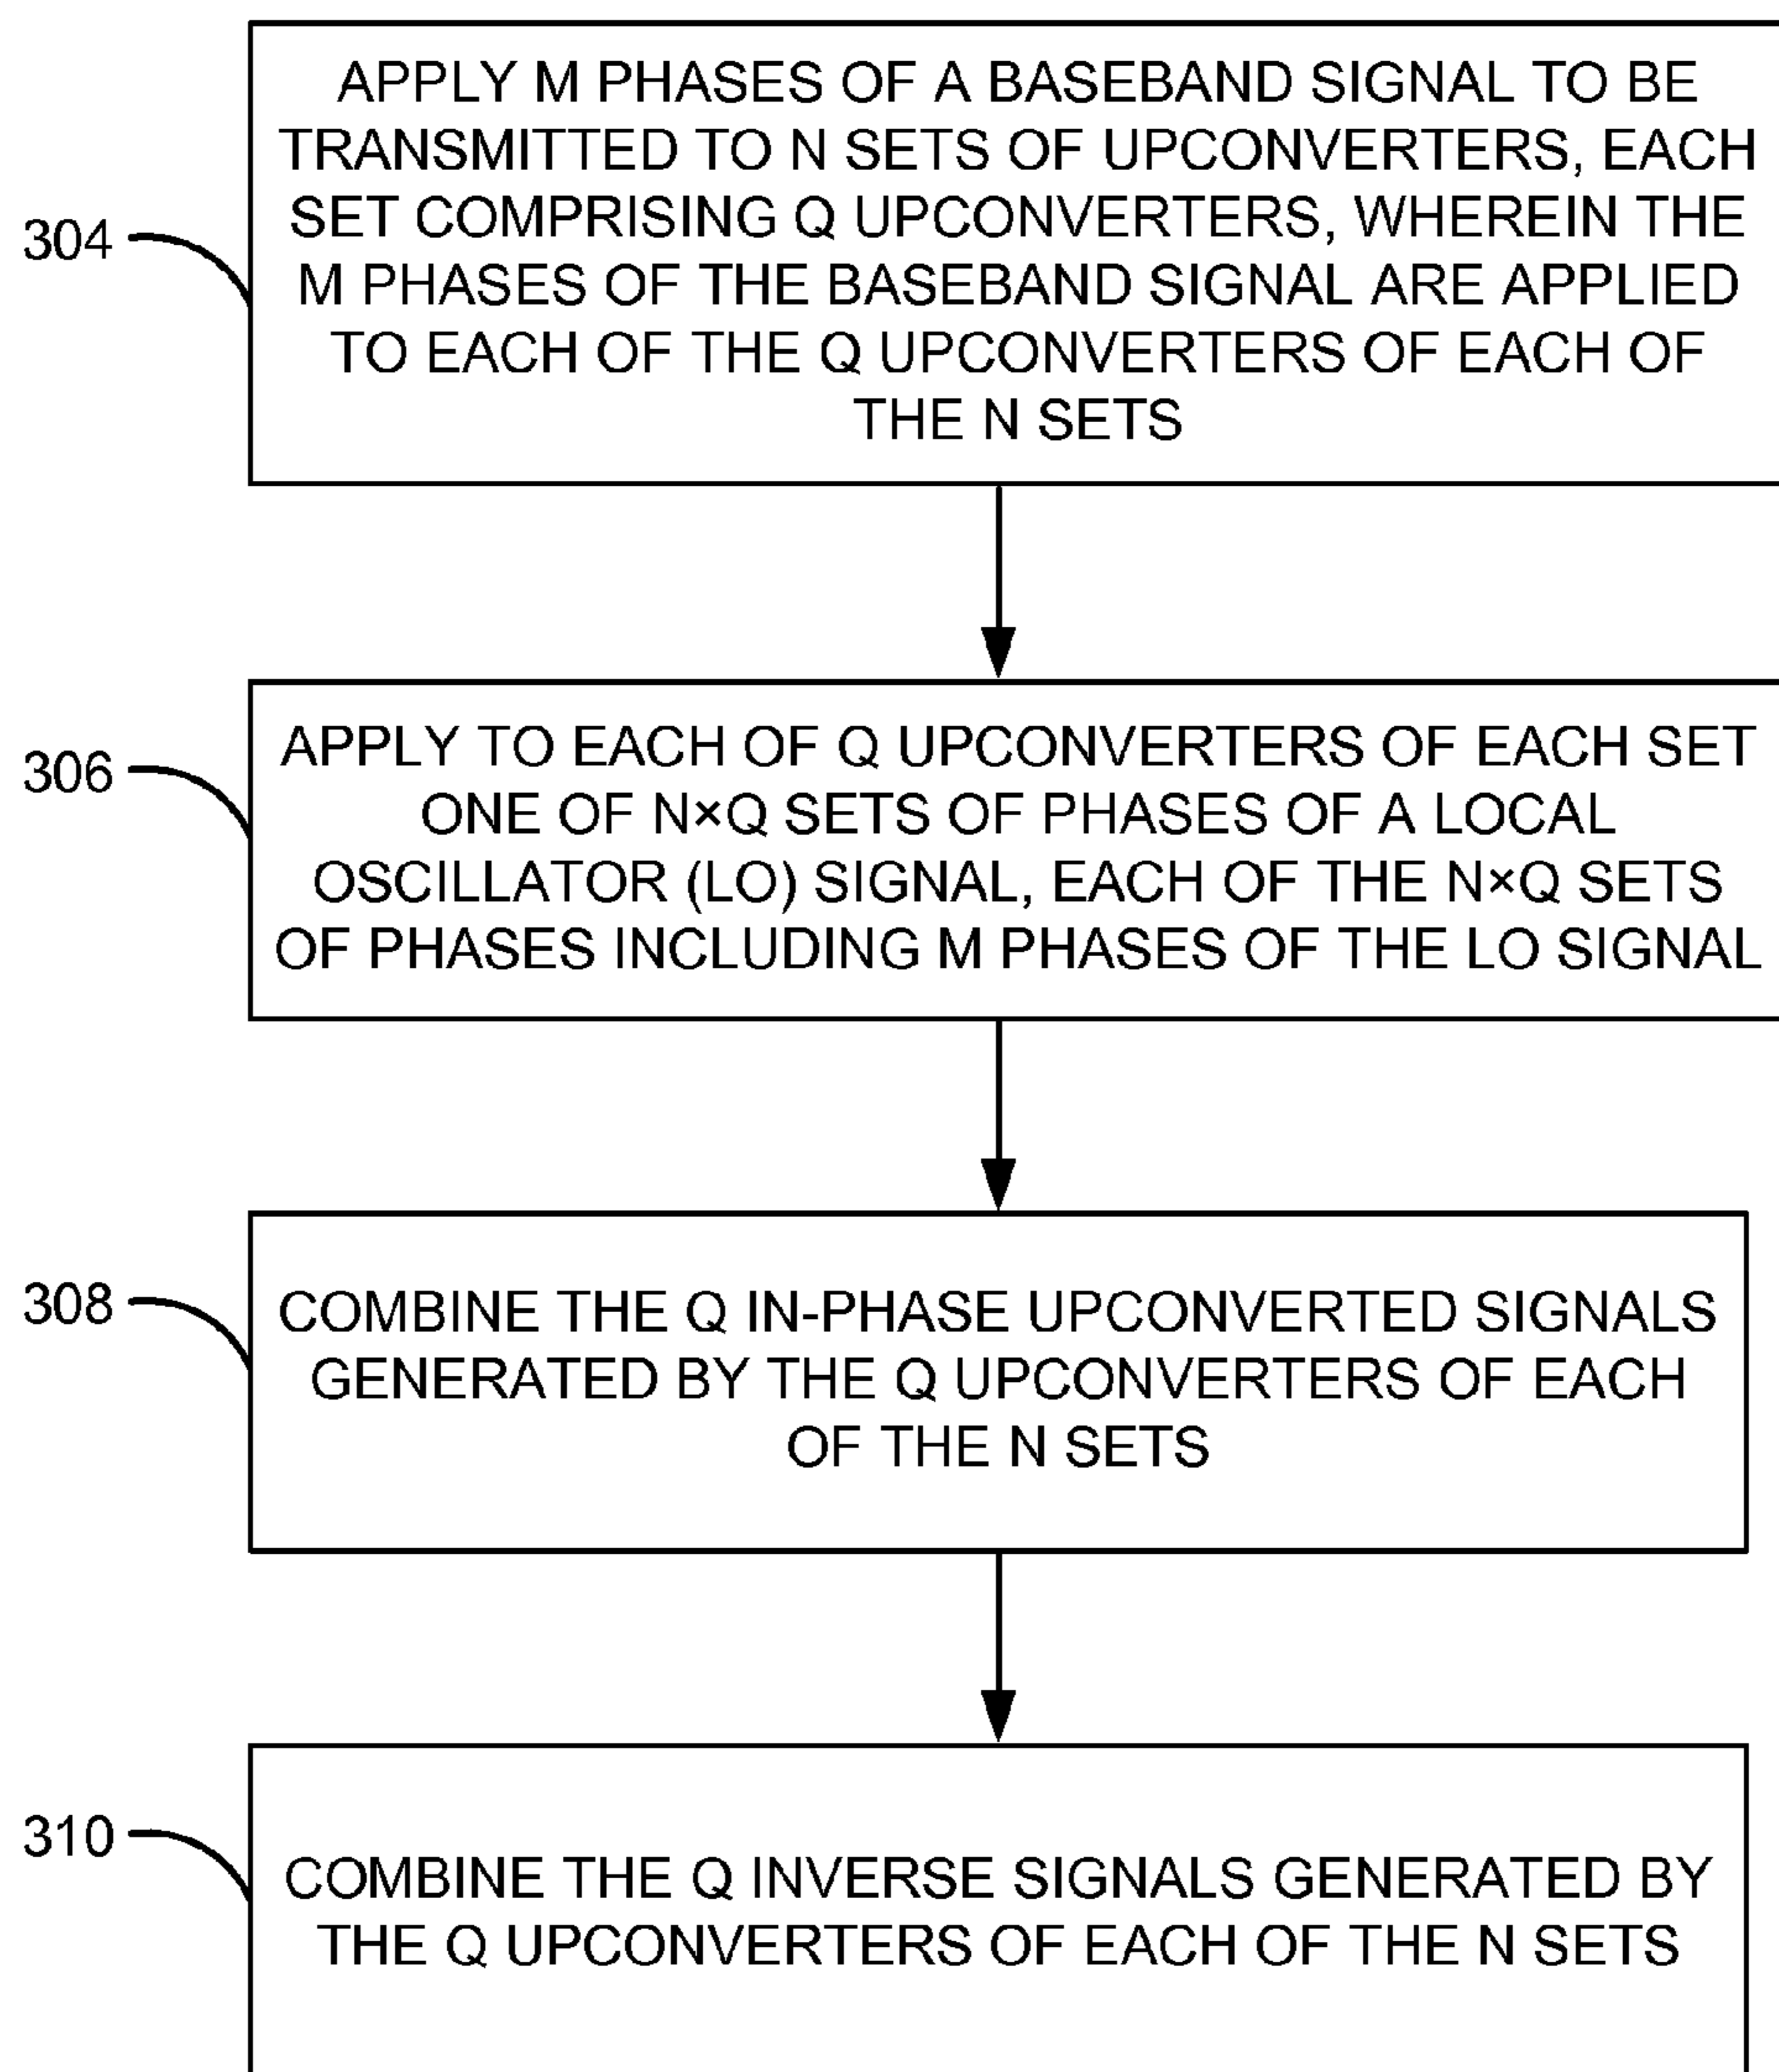 APPLY M PHASES OF A BASEBAND SIGNAL TO BE
TRANSMITTED TO N SETS OF UPCONVERTERS, EACH
SET COMPRISING Q UPCONVERTERS, WHEREIN THE
M PHASES OF THE BASEBAND SIGNAL ARE APPLIED
TO EACH OF THE Q UPCONVERTERS OF EACH OF
THE N SETS
304
APPLY TO EACH OF Q UPCONVERTERS OF EACH SET
ONE OF N×Q SETS OF PHASES OF A LOCAL
OSCILLATOR (LO) SIGNAL, EACH OF THE N×Q SETS
OF PHASES INCLUDING M PHASES OF THE LO SIGNAL
306
COMBINE THE Q IN-PHASE UPCONVERTED SIGNALS
GENERATED BY THE Q UPCONVERTERS OF EACH
OF THE N SETS
308
COMBINE THE Q INVERSE SIGNALS GENERATED BY
THE Q UPCONVERTERS OF EACH OF THE N SETS
310